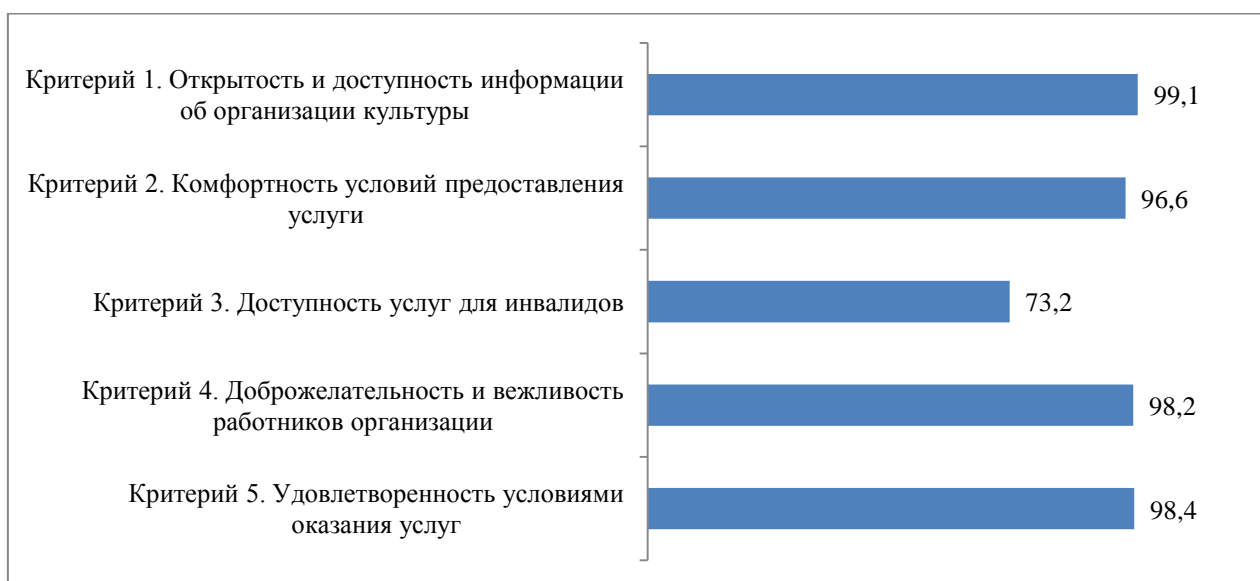 Критерий 1. Открытость и доступность информации
об организации культуры
99,1
Критерий 2. Комфортность условий предоставления
услуги
96,6
Критерий 3. Доступность услуг для инвалидов
73,2
Критерий 4. Доброжелательность и вежливость
работников организации
98,2
Критерий 5. Удовлетворенность условиями
оказания услуг
98,4